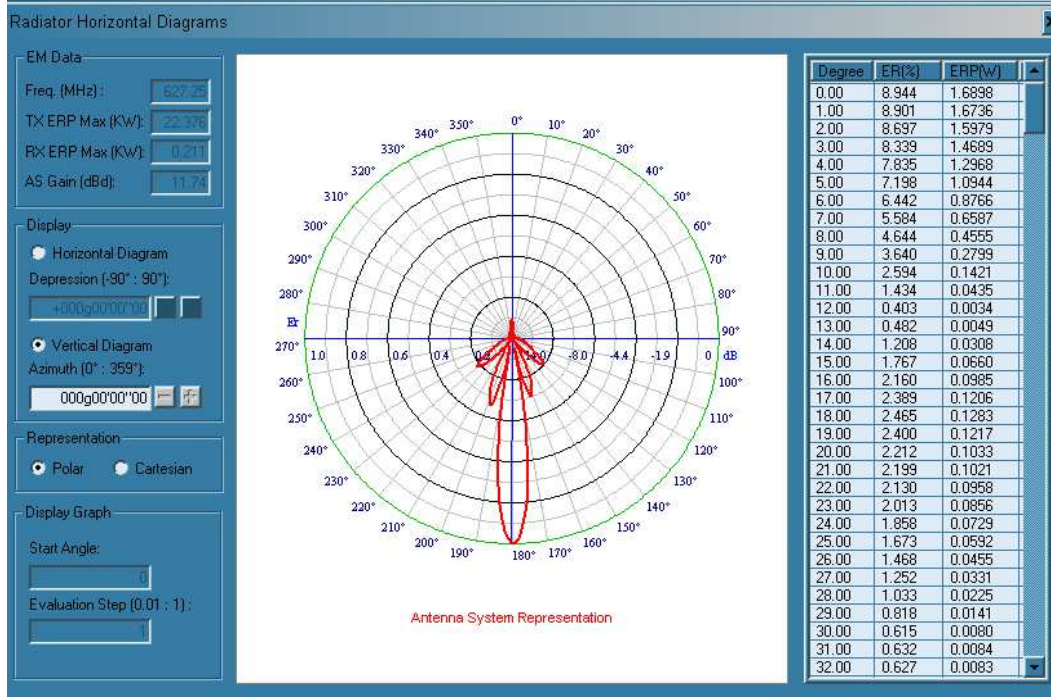 Radiator Horizontal Diagrams
EM Data
Freq. (MHz) : 627.25
TX ERP Max (KW): 22.376
RX ERP Max (KW): 0.211
AS Gain (dBd): 11.74
Display
Horizontal Diagram
Depression (-90° : 90°):
+000g00'00"00
Vertical Diagram
Azimuth (0° : 359°):
000g00'00"00
Representation
Polar Cartesian
Display Graph
Start Angle:
0
Evaluation Step (0.01 : 1) :
1
0°
10°
20°
30°
40°
50°
60°
70°
80°
90°
100°
110°
120°
130°
140°
150°
160°
170°
180°
190°
200°
210°
220°
230°
240°
250°
260°
270°
280°
290°
300°
310°
320°
330°
340°
350°
Er
1.0 0.8 0.6 0.4 -8.0 -4.4 -1.9 0 dB
Antenna System Representation
Degree ER(%) ERP(W)
0.00 8.944 1.6898
1.00 8.901 1.6736
2.00 8.697 1.5979
3.00 8.339 1.4689
4.00 7.835 1.2968
5.00 7.198 1.0944
6.00 6.442 0.8766
7.00 5.584 0.6587
8.00 4.644 0.4555
9.00 3.640 0.2799
10.00 2.594 0.1421
11.00 1.434 0.0435
12.00 0.403 0.0034
13.00 0.482 0.0049
14.00 1.208 0.0308
15.00 1.767 0.0660
16.00 2.160 0.0985
17.00 2.389 0.1206
18.00 2.465 0.1283
19.00 2.400 0.1217
20.00 2.212 0.1033
21.00 2.199 0.1021
22.00 2.130 0.0958
23.00 2.013 0.0856
24.00 1.858 0.0729
25.00 1.673 0.0592
26.00 1.468 0.0455
27.00 1.252 0.0331
28.00 1.033 0.0225
29.00 0.818 0.0141
30.00 0.615 0.0080
31.00 0.632 0.0084
32.00 0.627 0.0083